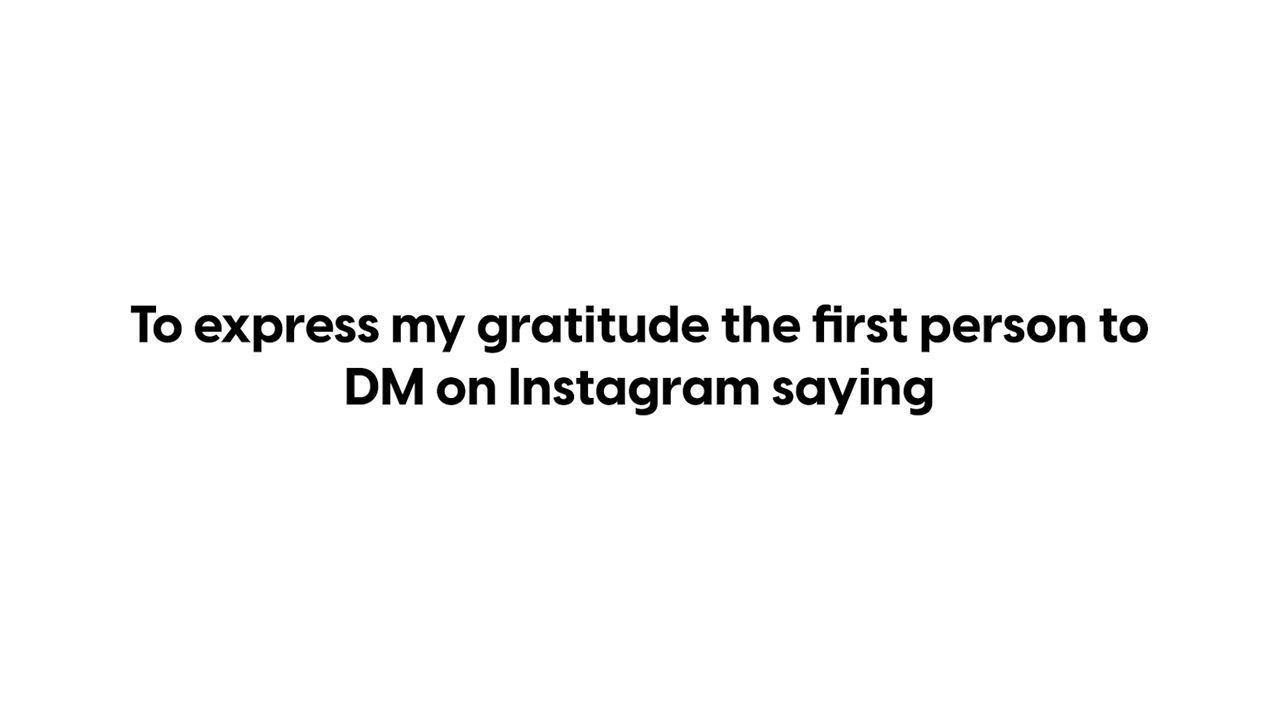 To express my gratitude the first person to
DM on Instagram saying